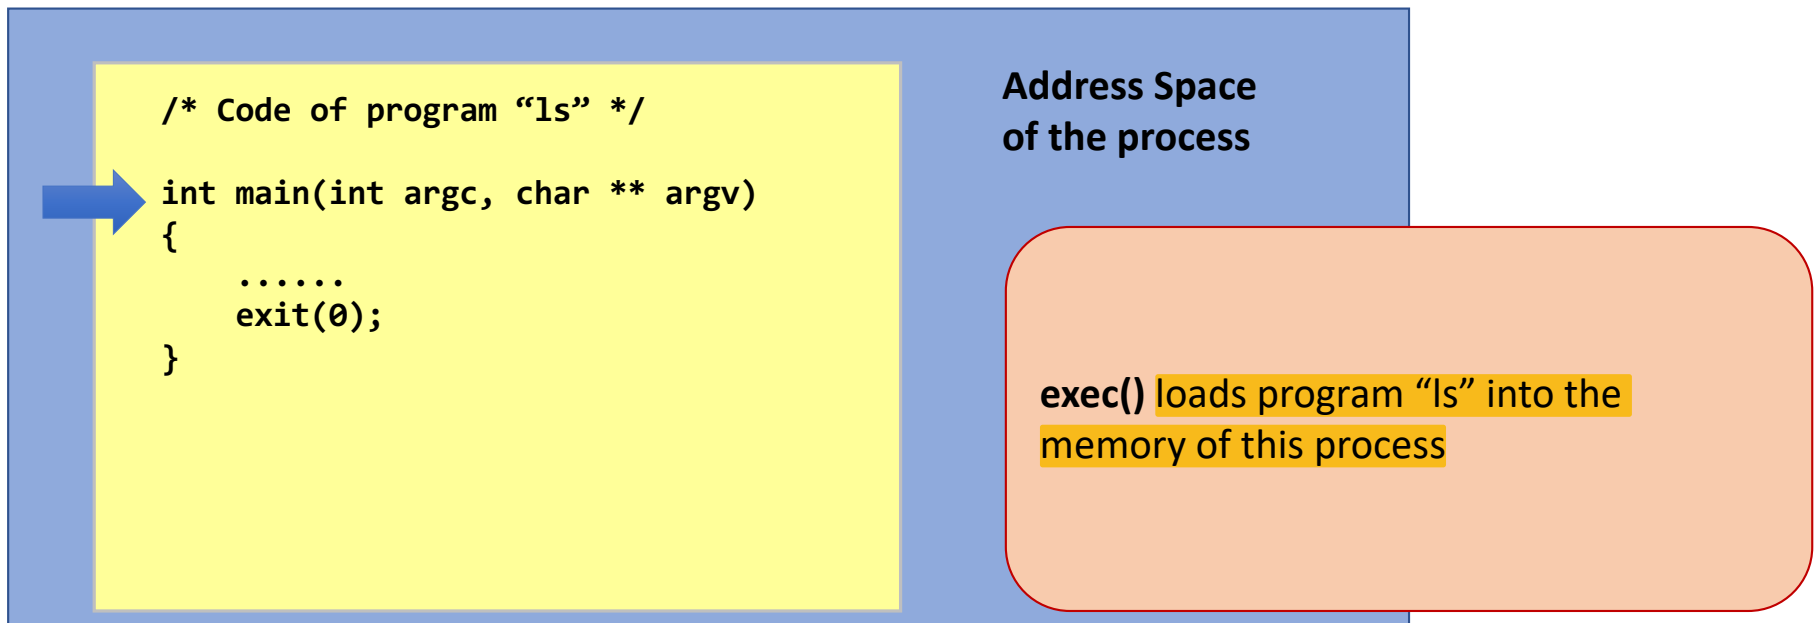 /* Code of program “ls” */
int main(int argc, char ** argv)
{
......
exit(0);
}
Address Space
of the process
exec() loads program “ls” into the
memory of this process